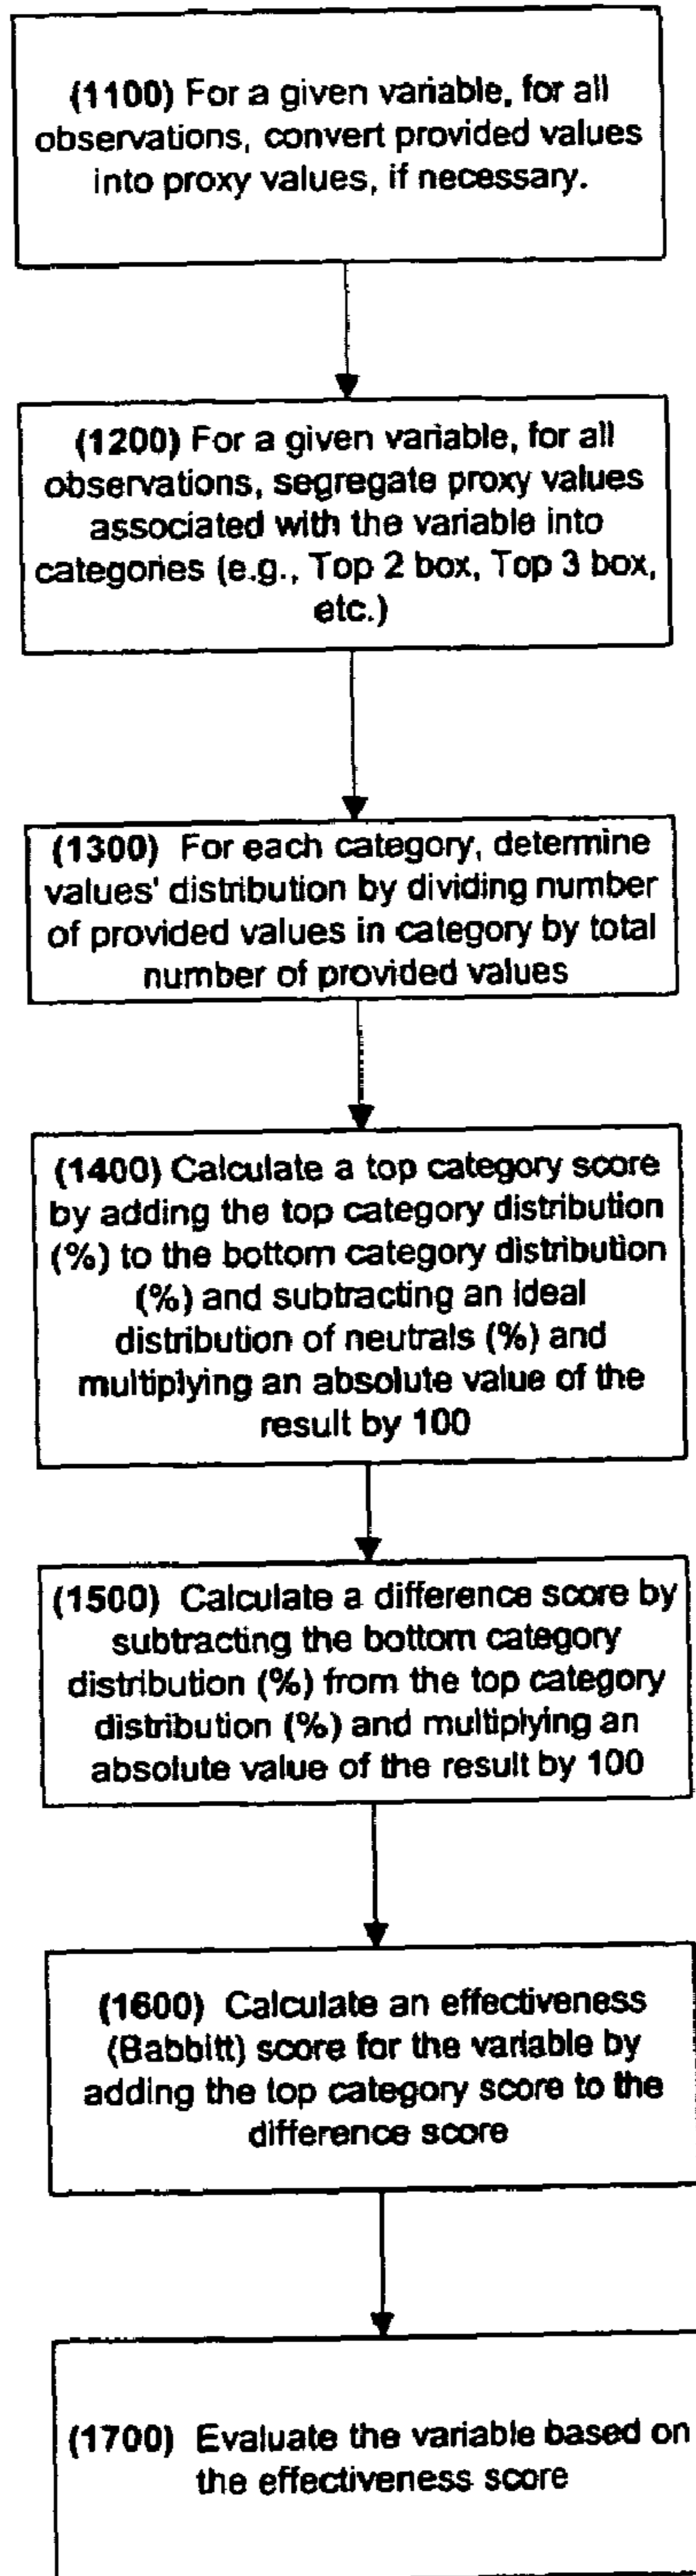 (1100) For a given variable, for all
observations, convert provided values
into proxy values, if necessary.
(1200) For a given variable, for all
observations, segregate proxy values
associated with the variable into
categories (e.g., Top 2 box, Top 3 box,
etc.)
(1300) For each category, determine
values' distribution by dividing number
of provided values in category by total
number of provided values
(1400) Calculate a top category score
by adding the top category distribution
(%) to the bottom category distribution
(%) and subtracting an ideal
distribution of neutrals (%) and
multiplying an absolute value of the
result by 100
(1500) Calculate a difference score by
subtracting the bottom category
distribution (%) from the top category
distribution (%) and multiplying an
absolute value of the result by 100
(1600) Calculate an effectiveness
(Babbitt) score for the variable by
adding the top category score to the
difference score
(1700) Evaluate the variable based on
the effectiveness score